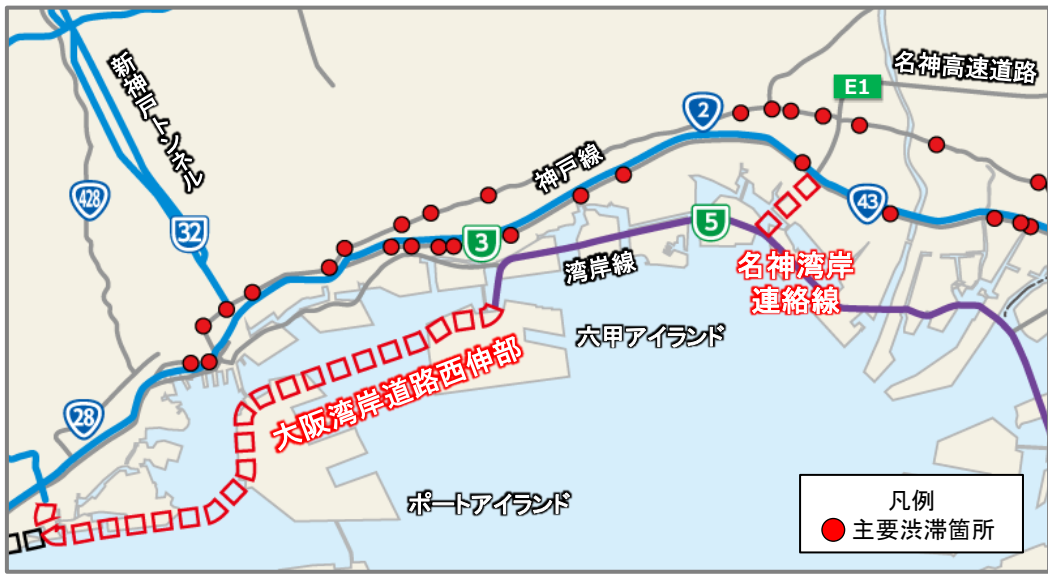 新神戸トンネル
名神高速道路
E1
2
神戸線
428
32
43
3
5
湾岸線
名神湾岸
連絡線
六甲アイランド
大阪湾岸道路西伸部
28
ポートアイランド
凡例
主要渋滞箇所